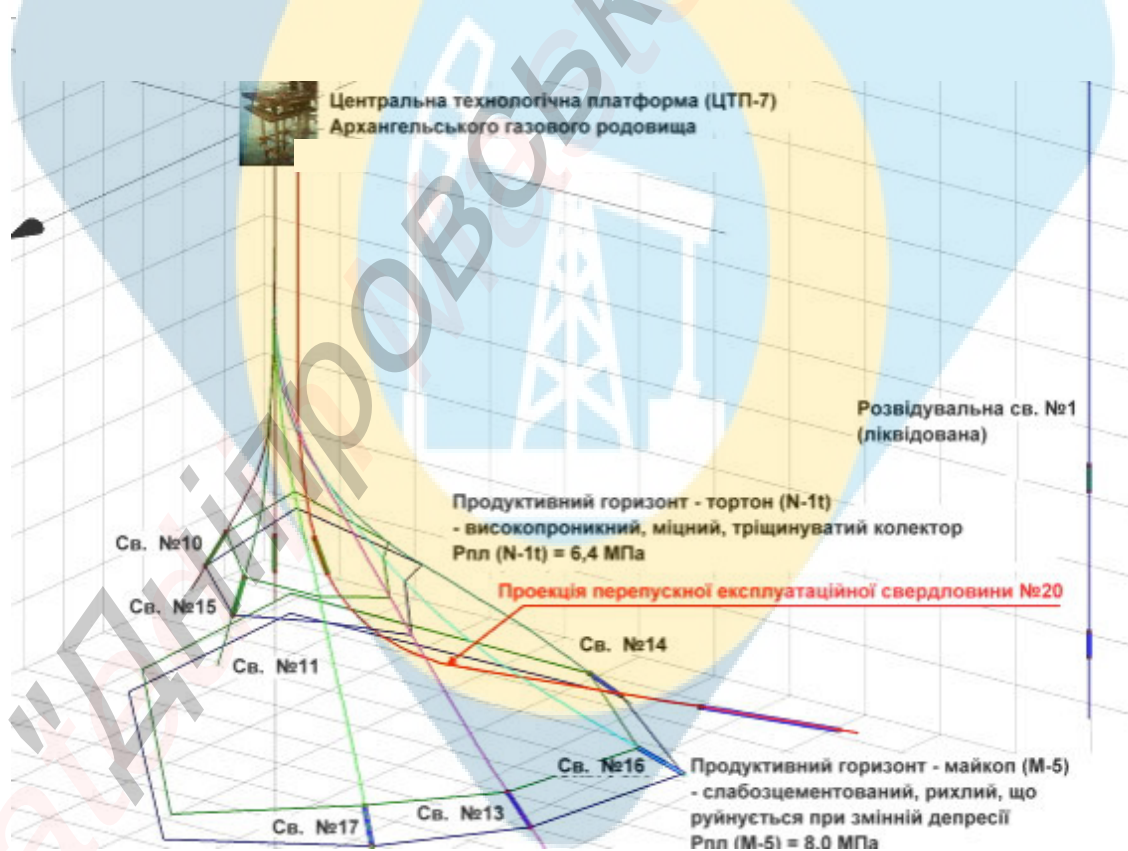 Центральна технологічна платформа (ЦТП-7)
Архангельського газового родовища
Розвідувальна св. №1
(ліквідована)
Продуктивний горизонт - тортон (N-1t)
- високопроникний, міцний, тріщинуватий колектор
Рпл (N-1t) = 6,4 МПа
Св. №10
Проекція перепускної експлуатаційної свердловини №20
Св. №15
Св. №14
Св. №11
Св. №16
Продуктивний горизонт - майкоп (М-5)
- слабозцементований, рихлий, що
руйнується при змінній депресії
Рпл (М-5) = 8,0 МПа
Св. №13
Св. №17
"Дніпровськ